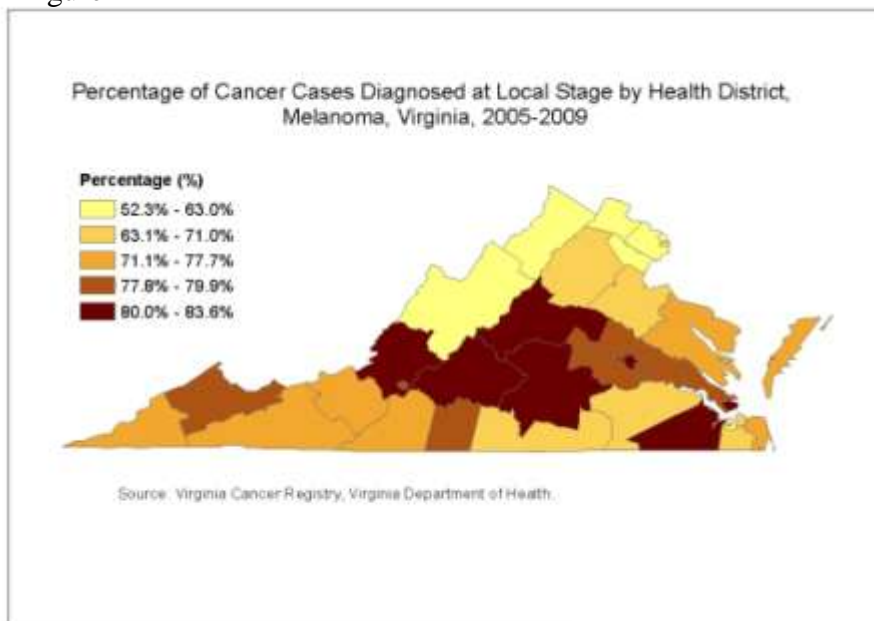 Percentage of Cancer Cases Diagnosed at Local Stage by Health District,
Melanoma, Virginia, 2005-2009
Percentage (%)
52.3% - 63.0%
63.1% - 71.0%
71.1% - 77.7%
77.8% - 79.9%
80.0% - 83.6%
Source: Virginia Cancer Registry, Virginia Department of Health.